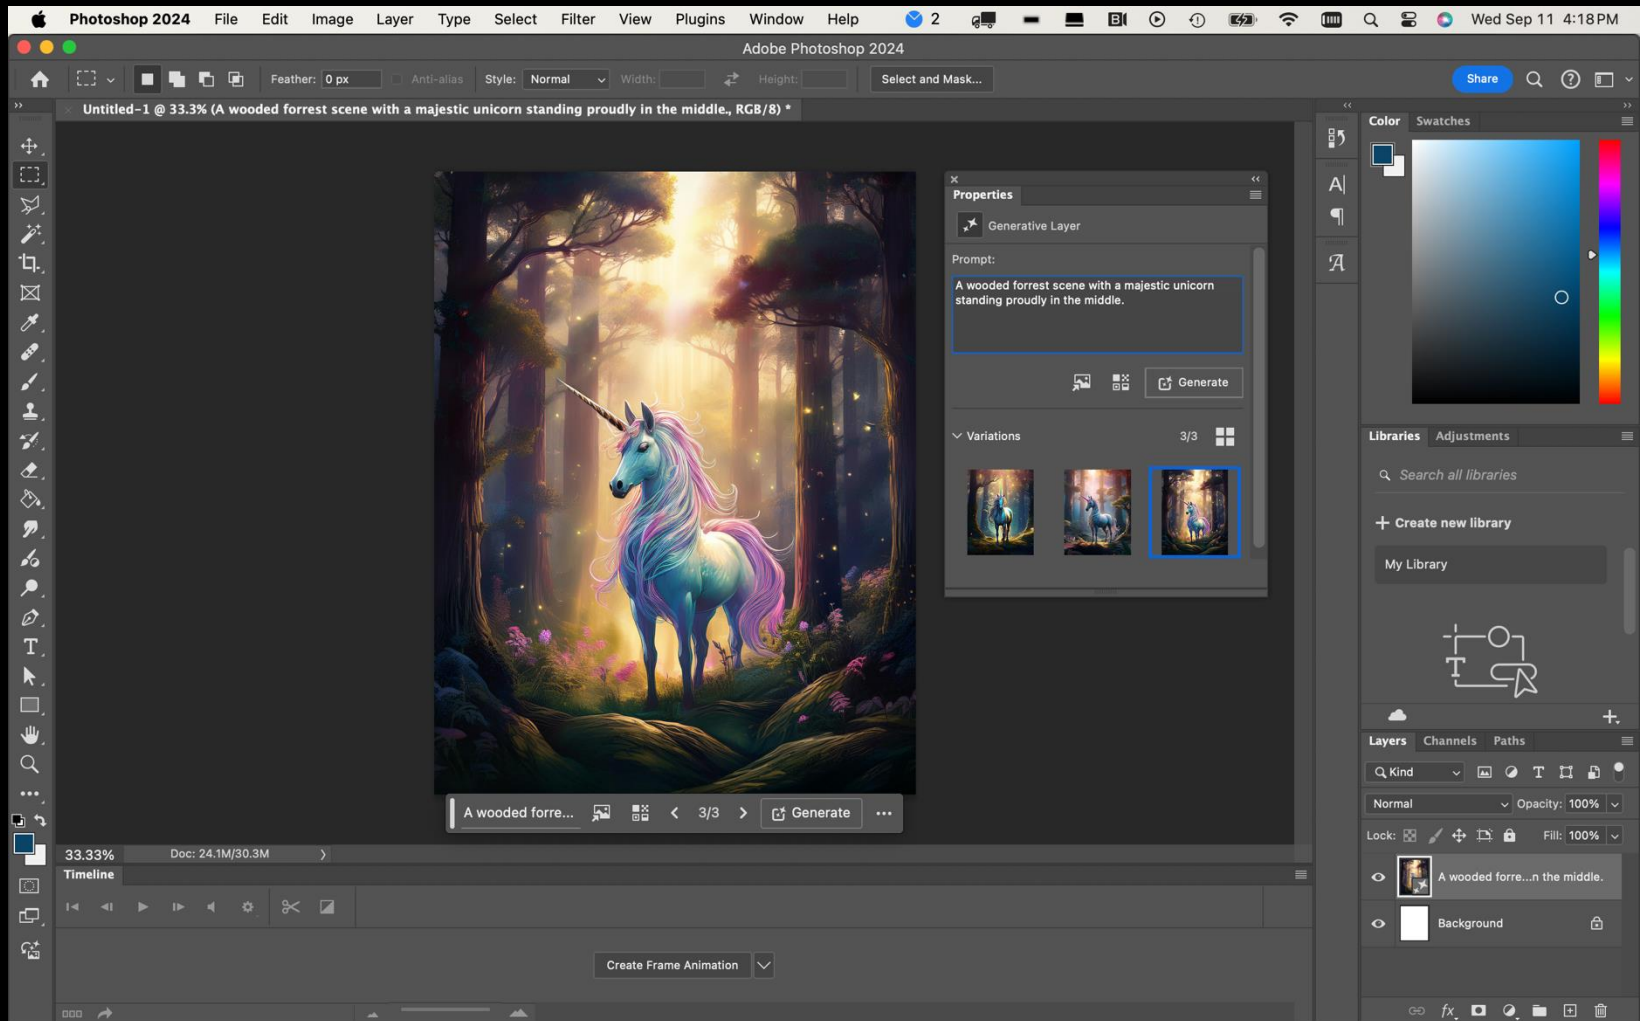 Photoshop 2024 File Edit Image Layer Type Select Filter View Plugins Window Help 2 Wed Sep 11 4:18 PM
Adobe Photoshop 2024
Feather: 0 px Anti-alias Style: Normal Width: Height: Select and Mask... Share
Untitled-1 @ 33.3% (A wooded forrest scene with a majestic unicorn standing proudly in the middle., RGB/8) *
Color Swatches
Properties
Generative Layer
Prompt:
A wooded forrest scene with a majestic unicorn
standing proudly in the middle.
Generate
Variations 3/3
Libraries Adjustments
Search all libraries
+ Create new library
My Library
Layers Channels Paths
Kind
Normal Opacity: 100%
Lock: Fill: 100%
A wooded forre...n the middle.
Background
A wooded forre... 3/3 Generate
33.33% Doc: 24.1M/30.3M
Timeline
Create Frame Animation